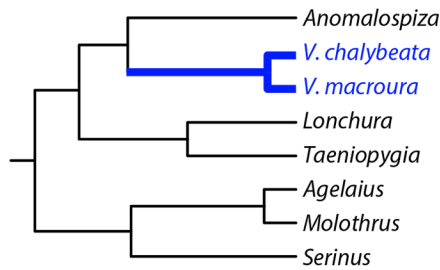 Anomalospiza
V. chalybeata
V. macroura
Lonchura
Taeniopygia
Agelaius
Molothrus
Serinus